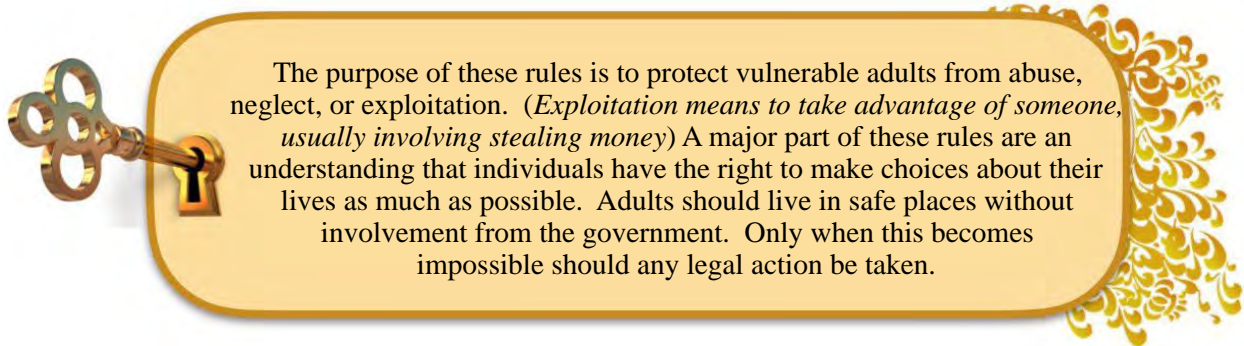 The purpose of these rules is to protect vulnerable adults from abuse,
neglect, or exploitation.  (Exploitation means to take advantage of someone,
usually involving stealing money) A major part of these rules are an
understanding that individuals have the right to make choices about their
lives as much as possible.  Adults should live in safe places without
involvement from the government.  Only when this becomes
impossible should any legal action be taken.